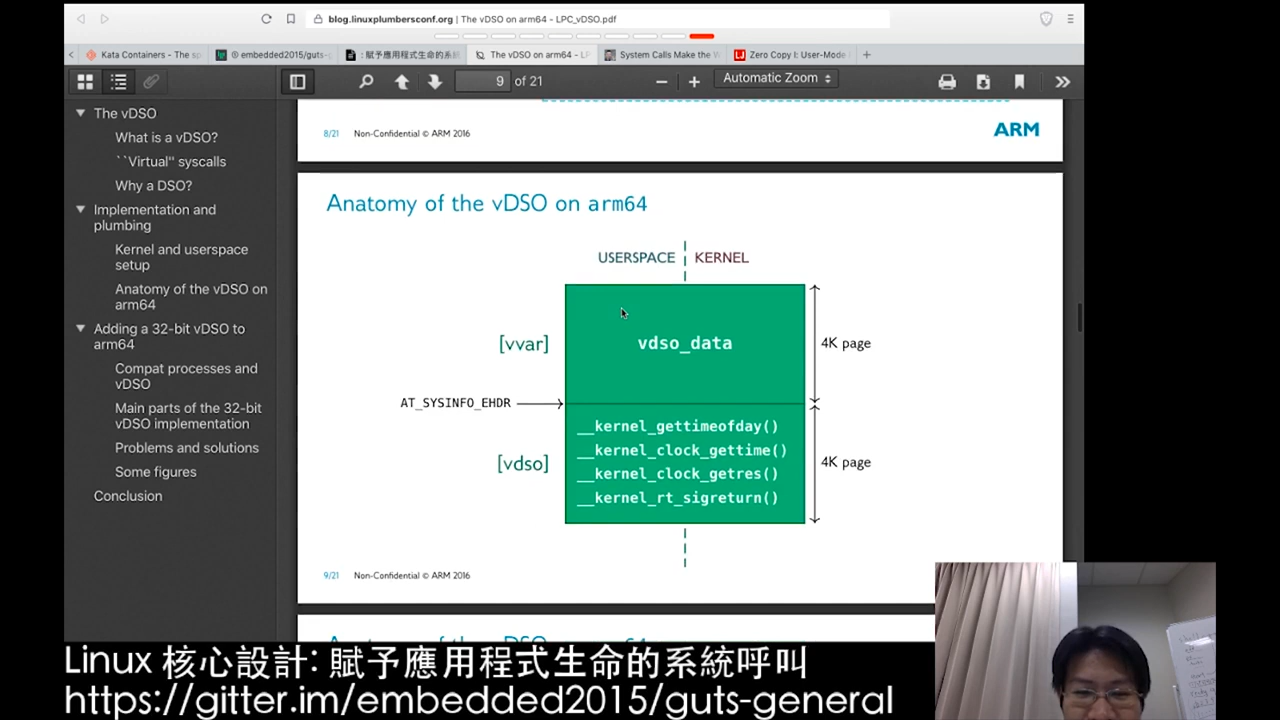 blog.linuxplumbersconf.org | The vDSO on arm64 – LPC_vDSO.pdf
Kata Containers – The sp
embedded2015/guts-
: 賦予應用程式生命的系統
The vDSO on arm64 – LP
System Calls Make the W
Zero Copy I: User-Mode
9 of 21
Automatic Zoom
The vDSO
What is a vDSO?
``Virtual'' syscalls
Why a DSO?
Implementation and
plumbing
Kernel and userspace
setup
Anatomy of the vDSO on
arm64
Adding a 32-bit vDSO to
arm64
Compat processes and
vDSO
Main parts of the 32-bit
vDSO implementation
Problems and solutions
Some figures
Conclusion
8/21 Non-Confidential © ARM 2016
ARM
Anatomy of the vDSO on arm64
USERSPACE KERNEL
[vvar]
vdso_data
4K page
AT_SYSINFO_EHDR
[vdso]
__kernel_gettimeofday()
__kernel_clock_gettime()
__kernel_clock_getres()
__kernel_rt_sigreturn()
4K page
9/21 Non-Confidential © ARM 2016
Anatomy of the vDSO on arm64
Linux 核心設計: 賦予應用程式生命的系統呼叫
https://gitter.im/embedded2015/guts-general